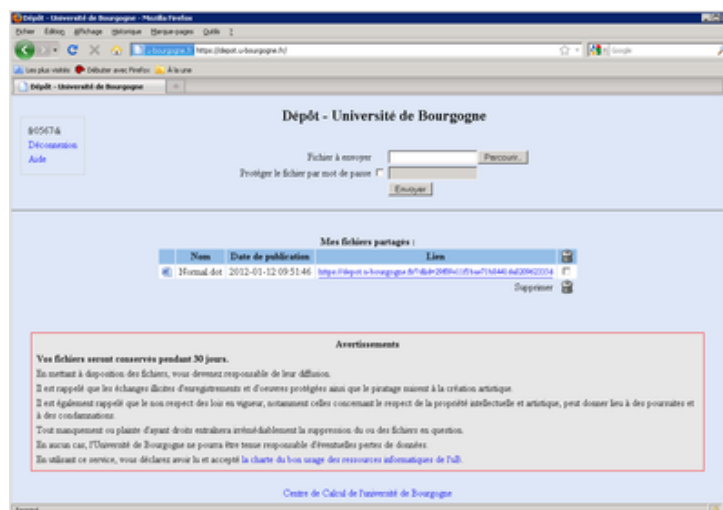 Dépôt - Université de Bourgogne - Mozilla Firefox
Fichier Edition Affichage Historique Marque-pages Outils ?
u-bourgogne.fr https://depot.u-bourgogne.fr/
Google
Les plus visités Débuter avec Firefox À la une
Dépôt - Université de Bourgogne
Dépôt - Université de Bourgogne
Déconnexion
Aide
Fichier à envoyer Parcourir...
Protéger le fichier par mot de passe
Envoyer
Mes fichiers partagés :
Nom Date de publication Lien
Normal.dot 2012-01-12 09:51:46
Supprimer
Avertissements
Vos fichiers seront conservés pendant 30 jours.
En mettant à disposition des fichiers, vous devenez responsable de leur diffusion.
Il est rappelé que les échanges illicites d'enregistrements et d'oeuvres protégées ainsi que le piratage nuisent à la création artistique.
Il est également rappelé que le non respect des lois en vigueur, notamment celles concernant le respect de la propriété intellectuelle et artistique, peut donner lieu à des poursuites et
à des condamnations.
Tout manquement ou plainte d'ayant droits entraînera irrémédiablement la suppression du ou des fichiers en question.
En aucun cas, l'Université de Bourgogne ne pourra être tenue responsable d'éventuelles pertes de données.
En utilisant ce service, vous déclarez avoir lu et accepté la charte du bon usage des ressources informatiques de l'uB.
Centre de Calcul de l'université de Bourgogne